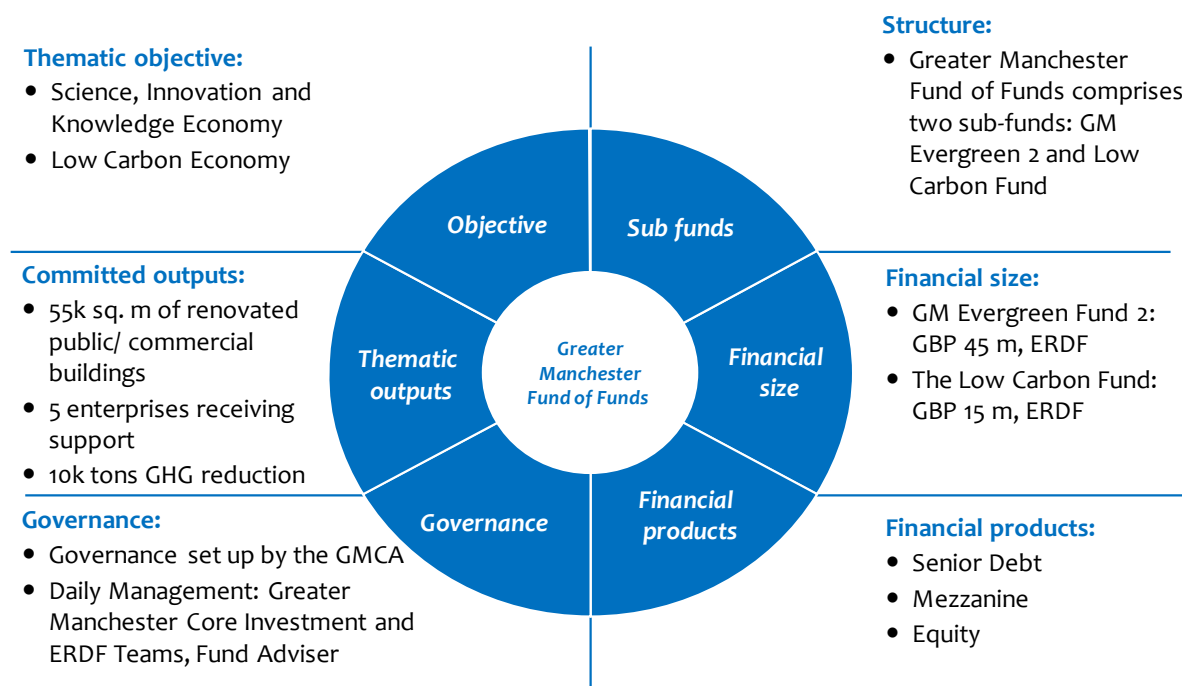 Thematic objective:
• Science, Innovation and
Knowledge Economy
• Low Carbon Economy
Structure:
• Greater Manchester
Fund of Funds comprises
two sub-funds: GM
Evergreen 2 and Low
Carbon Fund
Committed outputs:
• 55k sq. m of renovated
public/ commercial
buildings
• 5 enterprises receiving
support
• 10k tons GHG reduction
Financial size:
• GM Evergreen Fund 2:
GBP 45 m, ERDF
• The Low Carbon Fund:
GBP 15 m, ERDF
Governance:
• Governance set up by the GMCA
• Daily Management: Greater
Manchester Core Investment and
ERDF Teams, Fund Adviser
Financial products:
• Senior Debt
• Mezzanine
• Equity
Objective
Sub funds
Thematic
outputs
Financial
size
Governance
Financial
products
Greater
Manchester
Fund of Funds